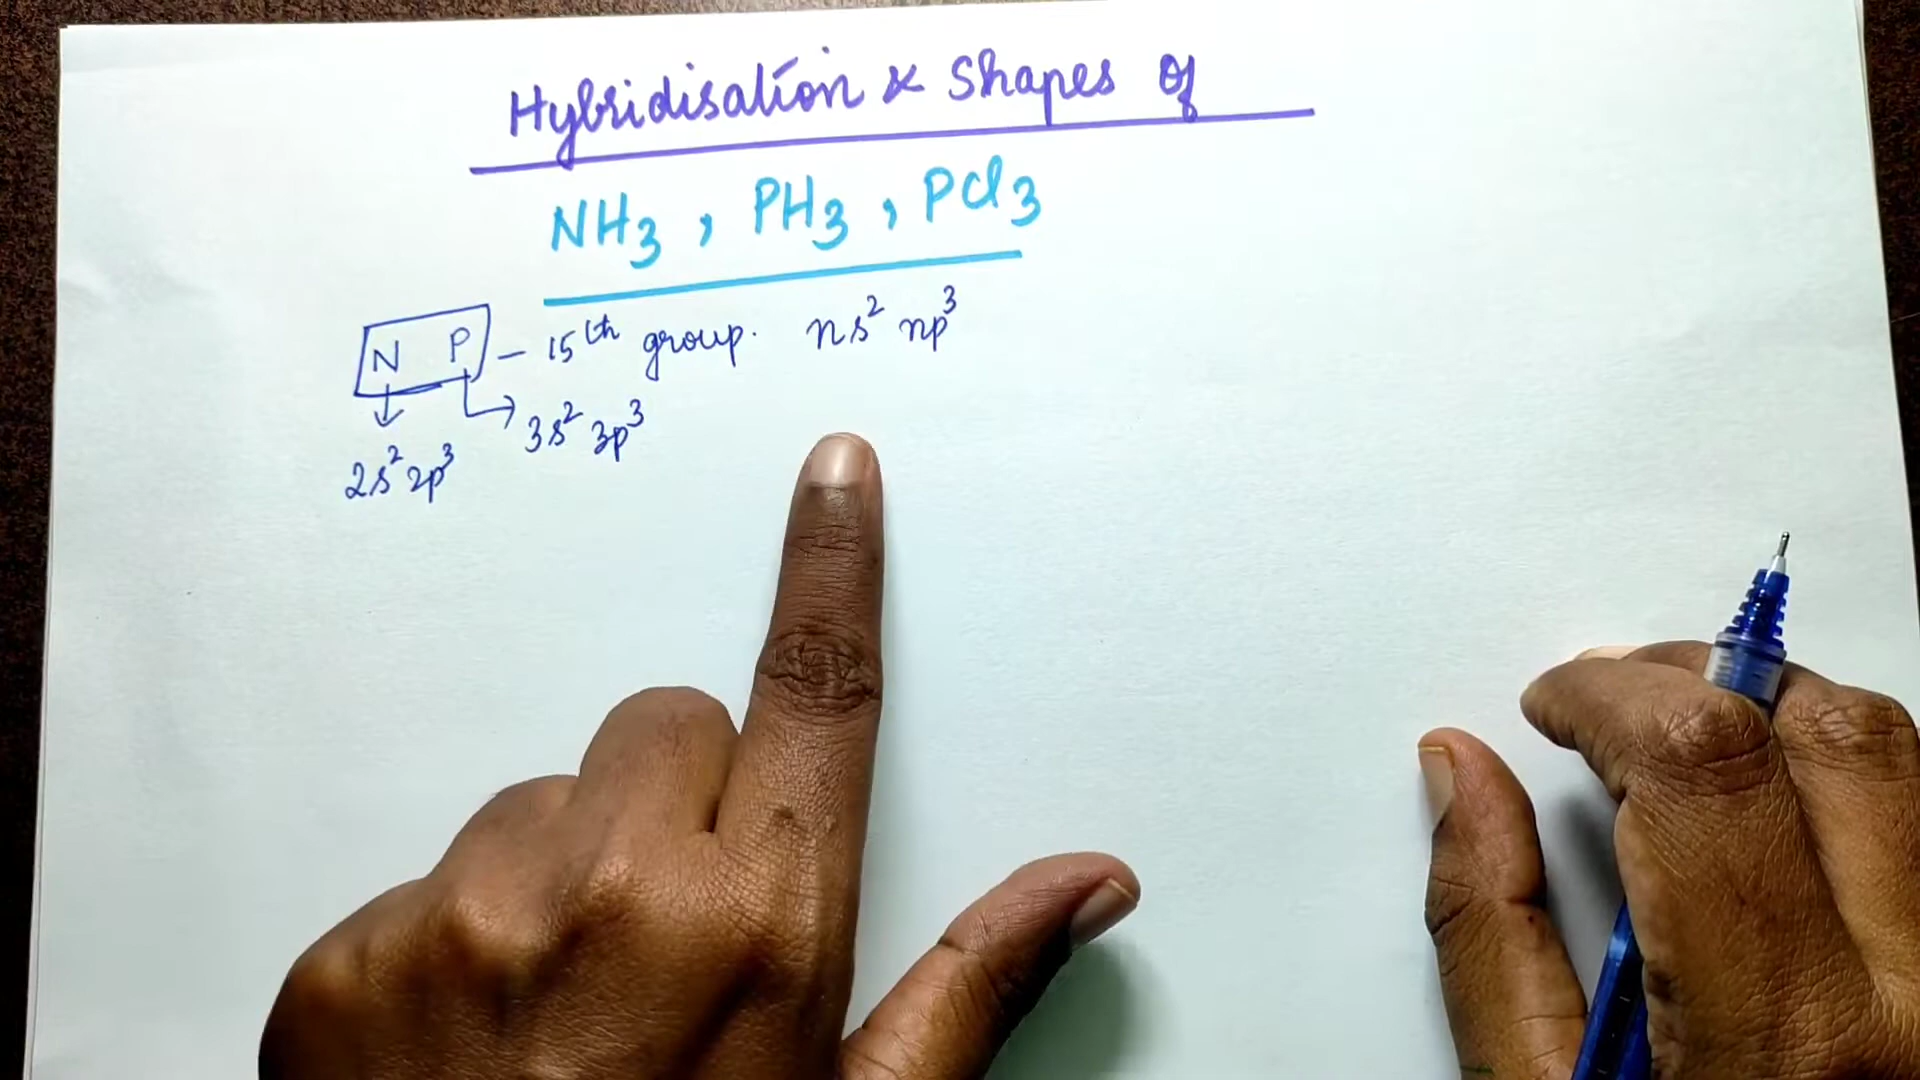 Hybridisation & Shapes of
NH3, PH3, PCl3
N P - 15th group. ns² np³
3s² 3p³
2s² 2p³